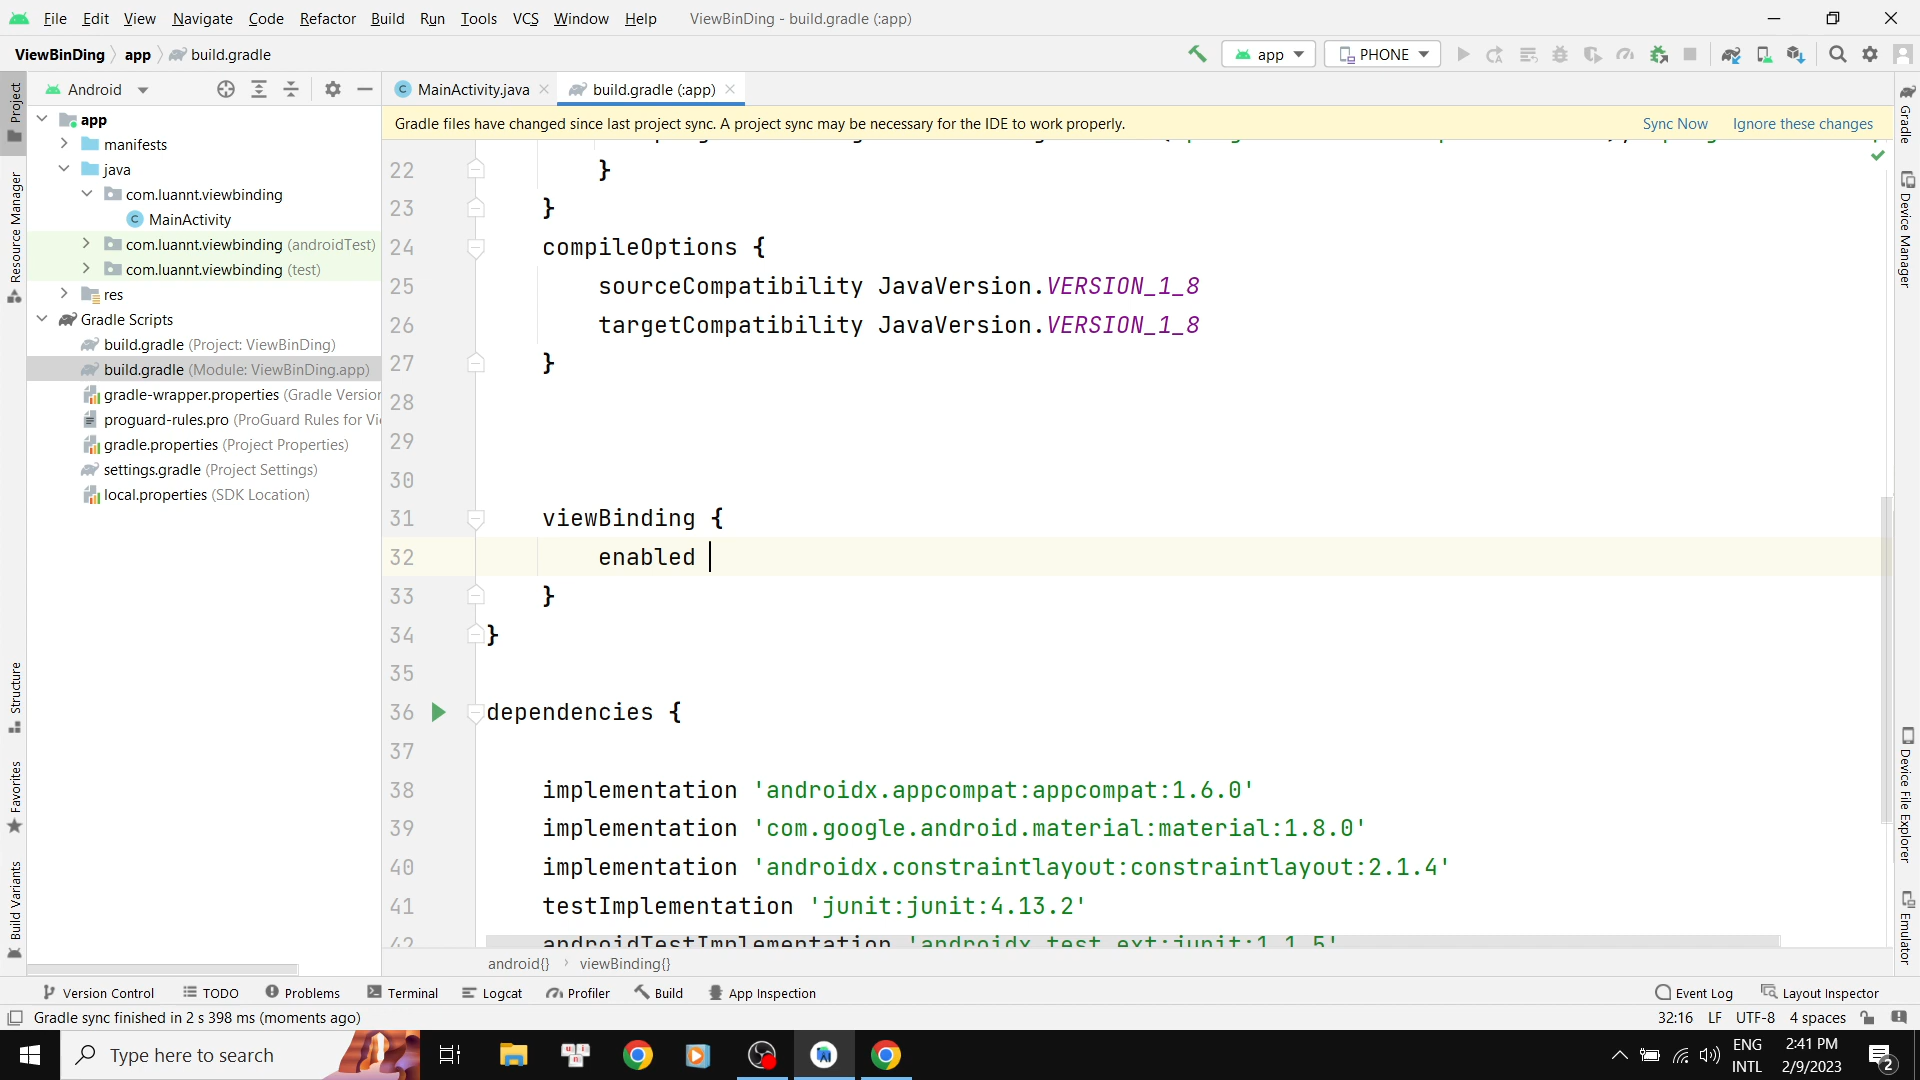 File Edit View Navigate Code Refactor Build Run Tools VCS Window Help ViewBinDing - build.gradle (:app)
ViewBinDing app build.gradle
app PHONE
Android
MainActivity.java build.gradle (:app)
Gradle files have changed since last project sync. A project sync may be necessary for the IDE to work properly. Sync Now Ignore these changes
Project
Resource Manager
Structure
Favorites
Build Variants
app
manifests
java
com.luannt.viewbinding
MainActivity
com.luannt.viewbinding (androidTest)
com.luannt.viewbinding (test)
res
Gradle Scripts
build.gradle (Project: ViewBinDing)
build.gradle (Module: ViewBinDing.app)
gradle-wrapper.properties (Gradle Version
proguard-rules.pro (ProGuard Rules for Vi
gradle.properties (Project Properties)
settings.gradle (Project Settings)
local.properties (SDK Location)
22 }
23 }
24 compileOptions {
25 sourceCompatibility JavaVersion.VERSION_1_8
26 targetCompatibility JavaVersion.VERSION_1_8
27 }
28
29
30
31 viewBinding {
32 enabled
33 }
34 }
35
36 dependencies {
37
38 implementation 'androidx.appcompat:appcompat:1.6.0'
39 implementation 'com.google.android.material:material:1.8.0'
40 implementation 'androidx.constraintlayout:constraintlayout:2.1.4'
41 testImplementation 'junit:junit:4.13.2'
42 androidTestImplementation 'androidx.test.ext:junit:1.1.5'
android{} viewBinding{}
Gradle
Device Manager
Device File Explorer
Emulator
Version Control TODO Problems Terminal Logcat Profiler Build App Inspection Event Log Layout Inspector
Gradle sync finished in 2 s 398 ms (moments ago) 32:16 LF UTF-8 4 spaces
Type here to search
ENG
INTL
2:41 PM
2/9/2023
2